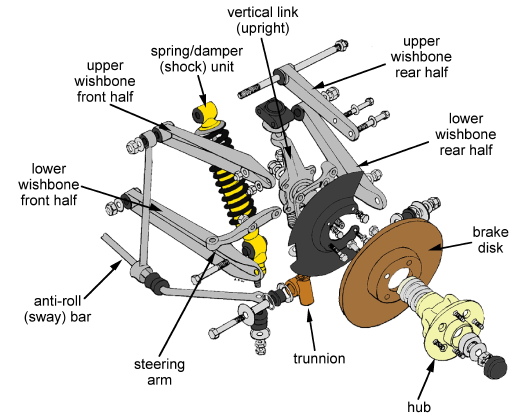 vertical link
(upright)
spring/damper
(shock) unit
upper
wishbone
front half
upper
wishbone
rear half
lower
wishbone
rear half
lower
wishbone
front half
brake
disk
anti-roll
(sway) bar
steering
arm
trunnion
hub